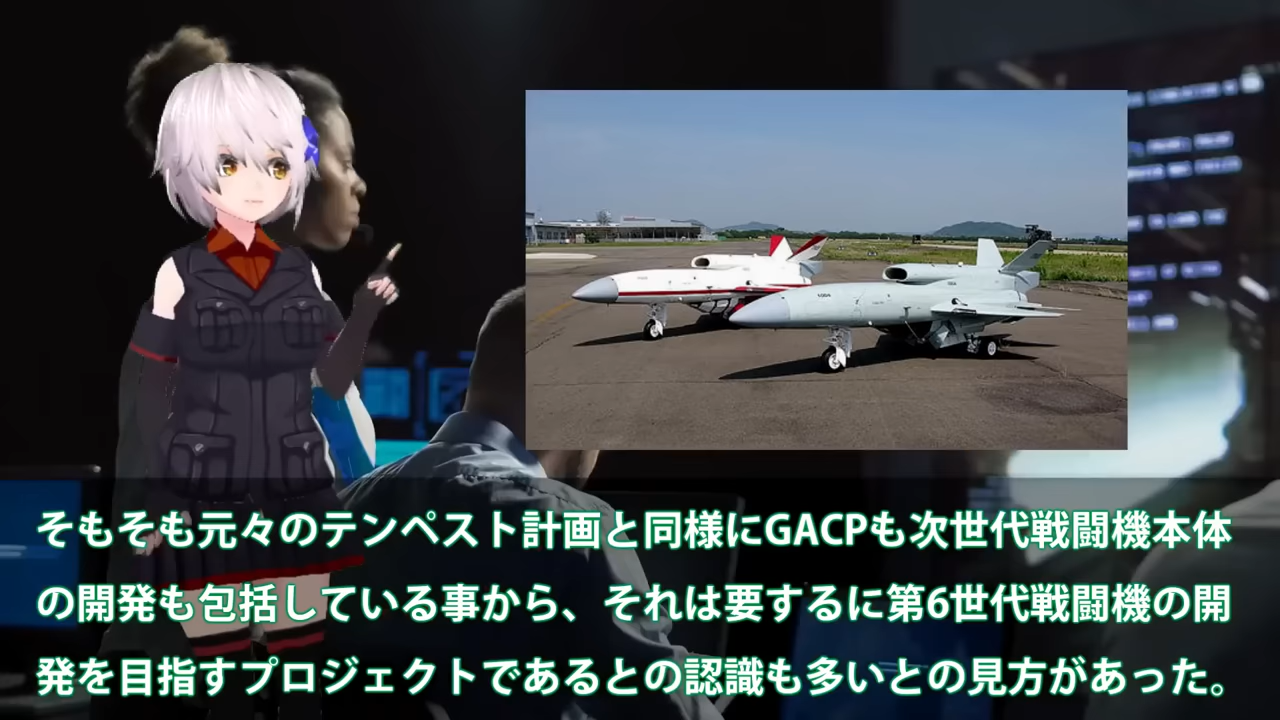 そもそも元々のテンペスト計画と同様にGACPも次世代戦闘機本体
の開発も包括している事から、それは要するに第6世代戦闘機の開
発を目指すプロジェクトであるとの認識も多いとの見方があった。